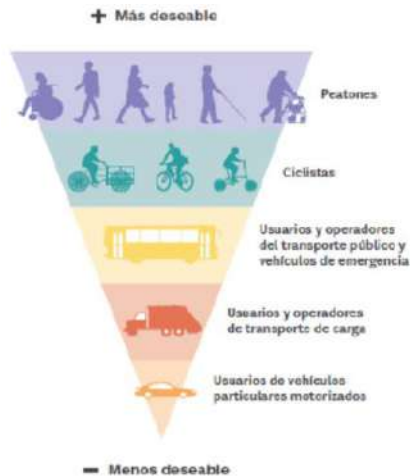 + Más deseable
Peatones
Ciclistas
Usuarios y operadores
del transporte público y
vehículos de emergencia
Usuarios y operadores
de transporte de carga
Usuarios de vehículos
particulares motorizados
− Menos deseable